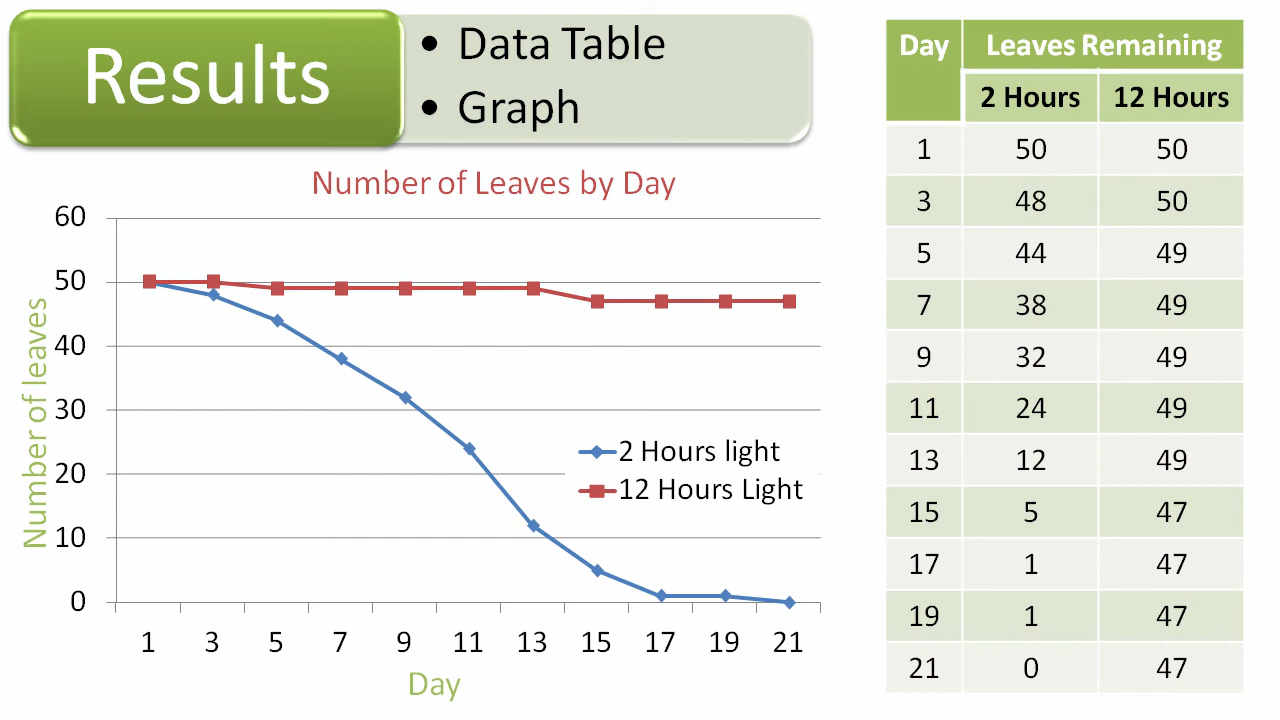 Results
• Data Table
• Graph
Number of Leaves by Day
Number of leaves
60
50
40
30
20
10
0
1 3 5 7 9 11 13 15 17 19 21
Day
2 Hours light
12 Hours Light
Day Leaves Remaining
2 Hours 12 Hours
1 50 50
3 48 50
5 44 49
7 38 49
9 32 49
11 24 49
13 12 49
15 5 47
17 1 47
19 1 47
21 0 47